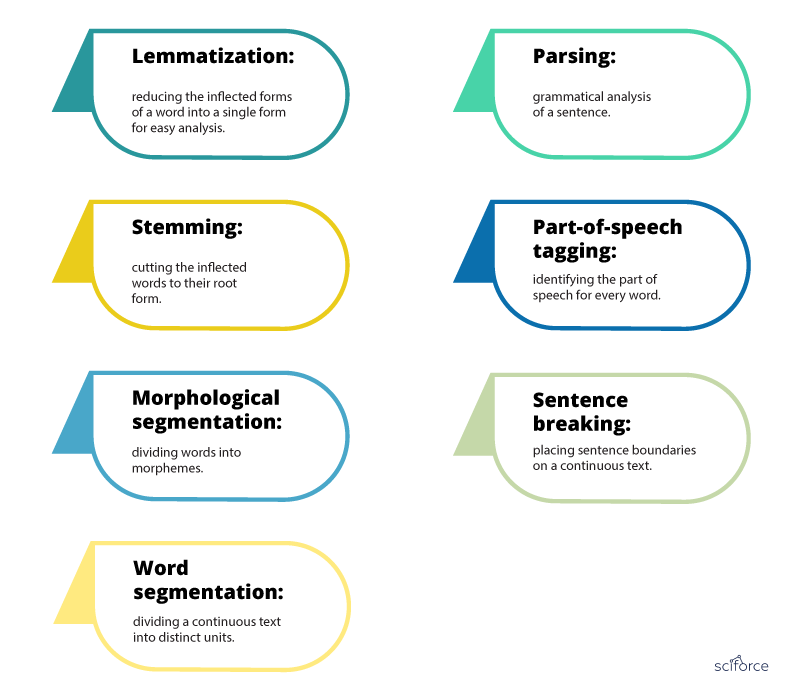 Lemmatization:
reducing the inflected forms
of a word into a single form
for easy analysis.
Stemming:
cutting the inflected
words to their root
form.
Morphological
segmentation:
dividing words into
morphemes.
Word
segmentation:
dividing a continuous text
into distinct units.
Parsing:
grammatical analysis
of a sentence.
Part-of-speech
tagging:
identifying the part of
speech for every word.
Sentence
breaking:
placing sentence boundaries
on a continuous text.
sciforce